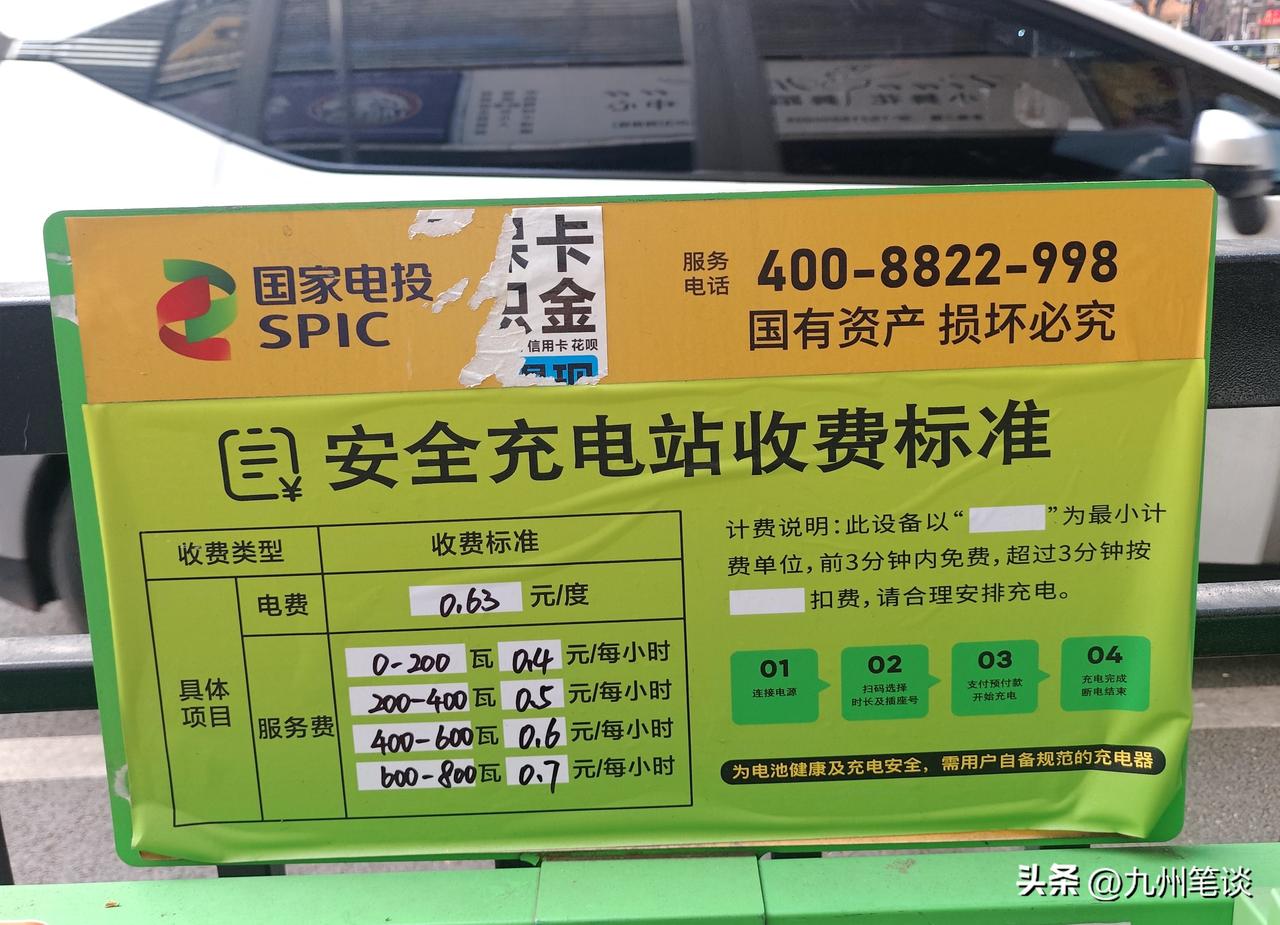 国家电投
SPIC
卡
金
信用卡 花呗
服务电话
400-8822-998
国有资产 损坏必究
安全充电站收费标准
收费类型 收费标准
具体项目
电费 0.63 元/度
服务费
0-200 瓦 0.4 元/每小时
200-400 瓦 0.5 元/每小时
400-600 瓦 0.6 元/每小时
600-800 瓦 0.7 元/每小时
计费说明:此设备以“ ”为最小计
费单位,前3分钟内免费,超过3分钟按
扣费,请合理安排充电。
01
连接电源
02
扫码选择
时长及插座号
03
支付预付款
开始充电
04
充电完成
断电结束
为电池健康及充电安全,需用户自备规范的充电器
头条 @九州笔谈